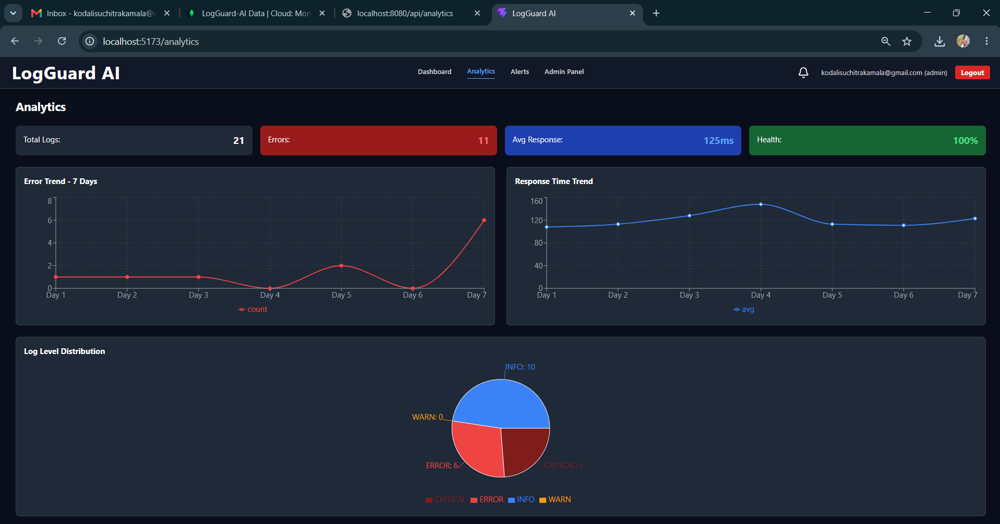 Inbox - kodalisuchitrakamala@g
LogGuard-AI Data | Cloud: Mon
localhost:8080/api/analytics
LogGuard AI
localhost:5173/analytics
LogGuard AI
Dashboard
Analytics
Alerts
Admin Panel
kodalisuchitrakamala@gmail.com (admin)
Logout
Analytics
Total Logs: 21
Errors: 11
Avg Response: 125ms
Health: 100%
Error Trend - 7 Days
8
6
4
2
0
Day 1 Day 2 Day 3 Day 4 Day 5 Day 6 Day 7
count
Response Time Trend
160
120
80
40
0
Day 1 Day 2 Day 3 Day 4 Day 5 Day 6 Day 7
avg
Log Level Distribution
INFO: 10
WARN: 0
ERROR: 6
CRITICAL: 5
CRITICAL ERROR INFO WARN